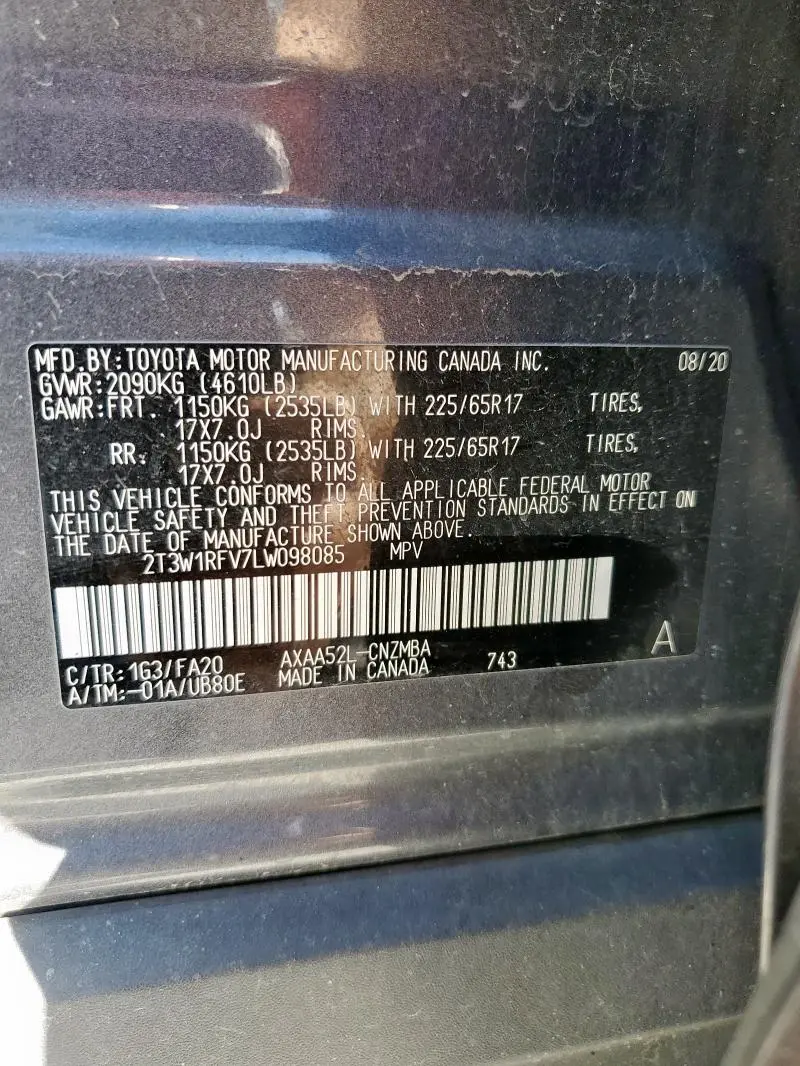 MFD.BY:TOYOTA MOTOR MANUFACTURING CANADA INC. 08/20
GVWR:2090KG (4610LB)
GAWR:FRT. 1150KG (2535LB) WITH 225/65R17 TIRES,
17X7.0J RIMS.
RR: 1150KG (2535LB) WITH 225/65R17 TIRES,
17X7.0J RIMS.
THIS VEHICLE CONFORMS TO ALL APPLICABLE FEDERAL MOTOR
VEHICLE SAFETY AND THEFT PREVENTION STANDARDS IN EFFECT ON
THE DATE OF MANUFACTURE SHOWN ABOVE.
2T3W1RFV7LW098085 MPV
C/TR:1G3/FA20 AXAA52L-CNZMBA 743 A
A/TM:-01A/UB80E MADE IN CANADA